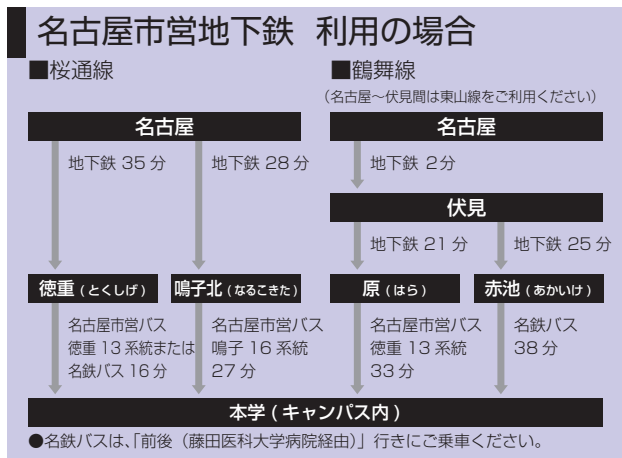 名古屋市営地下鉄 利用の場合
■桜通線
■鶴舞線
（名古屋～伏見間は東山線をご利用ください）
名古屋
名古屋
地下鉄 35 分
地下鉄 28 分
地下鉄 2分
伏見
地下鉄 21 分
地下鉄 25 分
徳重 ( とくしげ )
鳴子北 ( なるこきた )
原 ( はら )
赤池 ( あかいけ )
名古屋市営バス
徳重 13 系統または
名鉄バス 16 分
名古屋市営バス
鳴子 16 系統
27 分
名古屋市営バス
徳重 13 系統
33 分
名鉄バス
38 分
本学 ( キャンパス内 )
●名鉄バスは、「前後（藤田医科大学病院経由）」行きにご乗車ください。